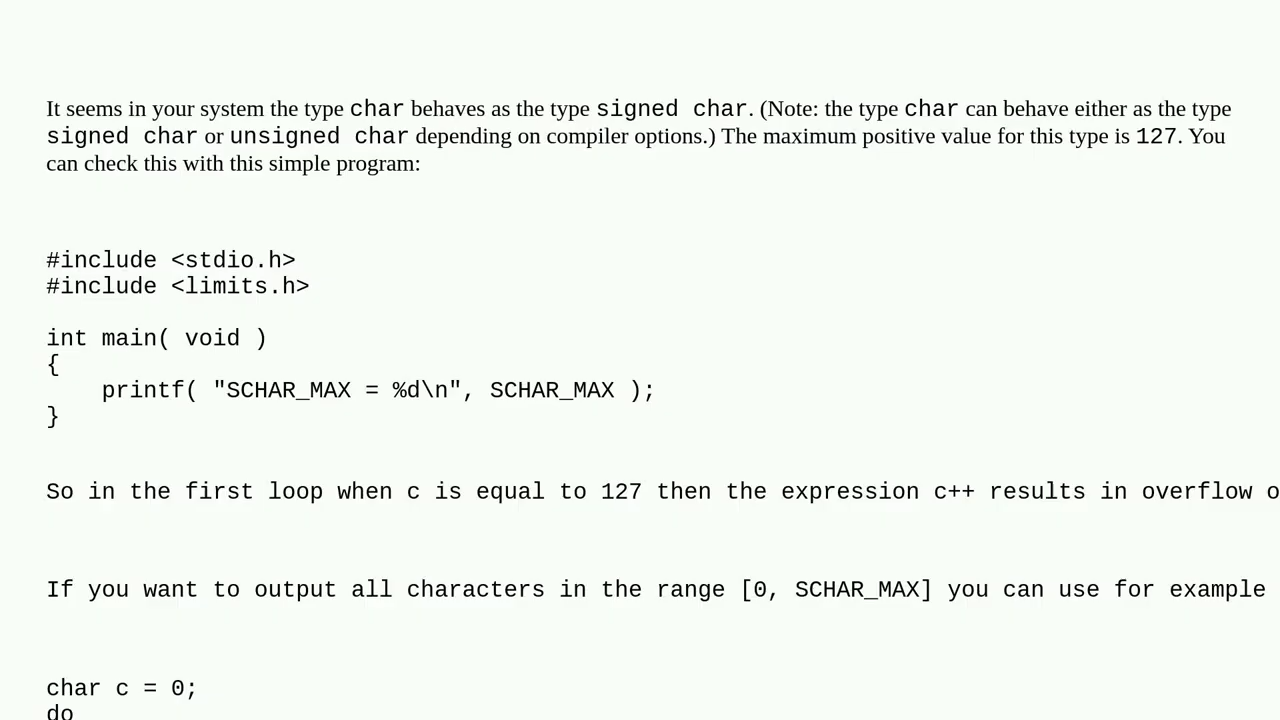 It seems in your system the type char behaves as the type signed char. (Note: the type char can behave either as the type
signed char or unsigned char depending on compiler options.) The maximum positive value for this type is 127. You
can check this with this simple program:
#include <stdio.h>
#include <limits.h>
int main( void )
{
    printf( "SCHAR_MAX = %d\n", SCHAR_MAX );
}
So in the first loop when c is equal to 127 then the expression c++ results in overflow
If you want to output all characters in the range [0, SCHAR_MAX] you can use for example
char c = 0;
do